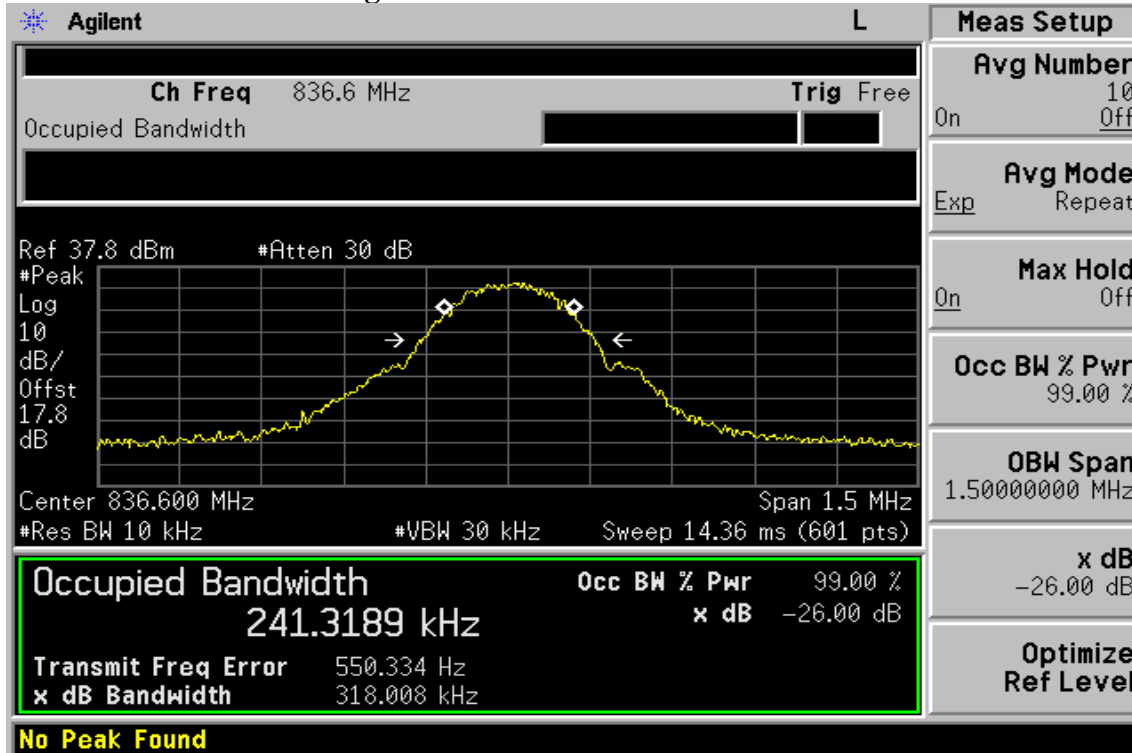 Agilent L Meas Setup
Ch Freq 836.6 MHz Trig Free
Occupied Bandwidth
Avg Number
10
On Off
Avg Mode
Exp Repeat
Max Hold
On Off
Occ BW % Pwr
99.00 %
OBW Span
1.50000000 MHz
x dB
-26.00 dB
Optimize
Ref Level
Ref 37.8 dBm #Atten 30 dB
#Peak
Log
10
dB/
Offst
17.8
dB
Center 836.600 MHz Span 1.5 MHz
#Res BW 10 kHz #VBW 30 kHz Sweep 14.36 ms (601 pts)
Occupied Bandwidth Occ BW % Pwr 99.00 %
241.3189 kHz x dB -26.00 dB
Transmit Freq Error 550.334 Hz
x dB Bandwidth 318.008 kHz
No Peak Found